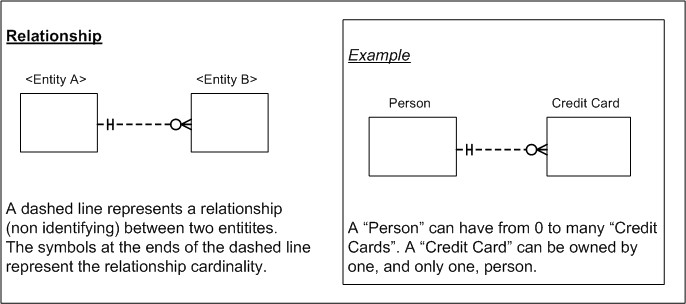 Relationship
<Entity A>
<Entity B>
A dashed line represents a relationship
(non identifying) between two entitites.
The symbols at the ends of the dashed line
represent the relationship cardinality.
Example
Person
Credit Card
A “Person” can have from 0 to many “Credit
Cards”. A “Credit Card” can be owned by
one, and only one, person.